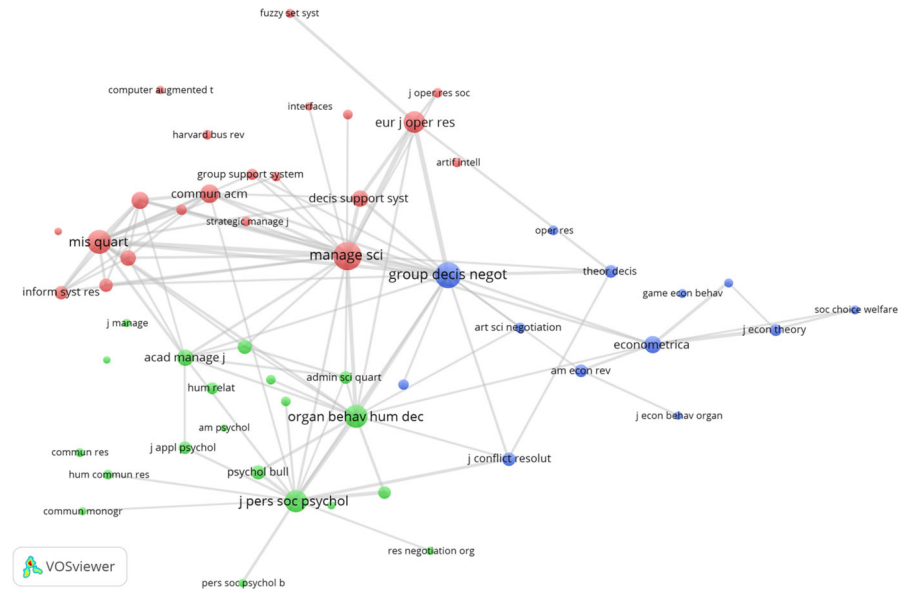 fuzzy set syst
computer augmented t
j oper res soc
interfaces
eur j oper res
harvard bus rev
artif intell
group support system
commun acm
decis support syst
strategic manage j
oper res
mis quart
manage sci
group decis negot
theor decis
inform syst res
game econ behav
soc choice welfare
j manage
art sci negotiation
j econ theory
econometrica
acad manage j
admin sci quart
am econ rev
hum relat
organ behav hum dec
j econ behav organ
am psychol
j appl psychol
commun res
j conflict resolut
hum commun res
psychol bull
j pers soc psychol
commun monogr
res negotiation org
VOSviewer
pers soc psychol b